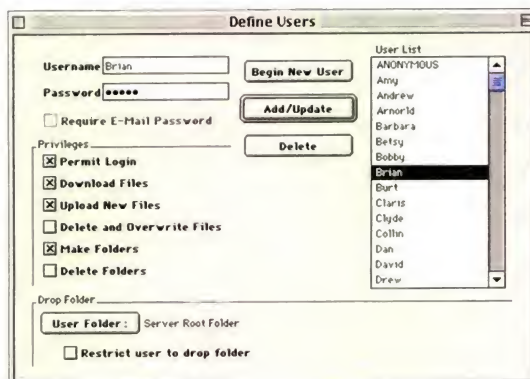 Define Users
Username Brian
Password •••••
Require E-Mail Password
Begin New User
Add/Update
Delete
Privileges
Permit Login
Download Files
Upload New Files
Delete and Overwrite Files
Make Folders
Delete Folders
User List
ANONYMOUS
Amy
Andrew
Arnorld
Barbara
Betsy
Bobby
Brian
Burt
Claris
Clyde
Collin
Dan
David
Drew
Drop Folder
User Folder: Server Root Folder
Restrict user to drop folder